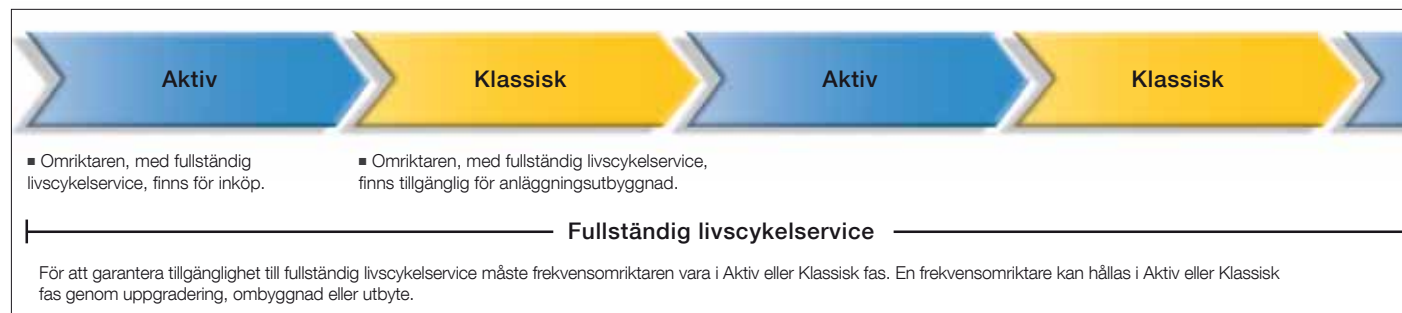 Aktiv Klassisk Aktiv Klassisk
■ Omriktaren, med fullständig
livscykelservice, finns för inköp.
■ Omriktaren, med fullständig livscykelservice,
finns tillgänglig för anläggningsutbyggnad.
Fullständig livscykelservice
För att garantera tillgänglighet till fullständig livscykelservice måste frekvensomriktaren vara i Aktiv eller Klassisk fas. En frekvensomriktare kan hållas i Aktiv eller Klassisk
fas genom uppgradering, ombyggnad eller utbyte.